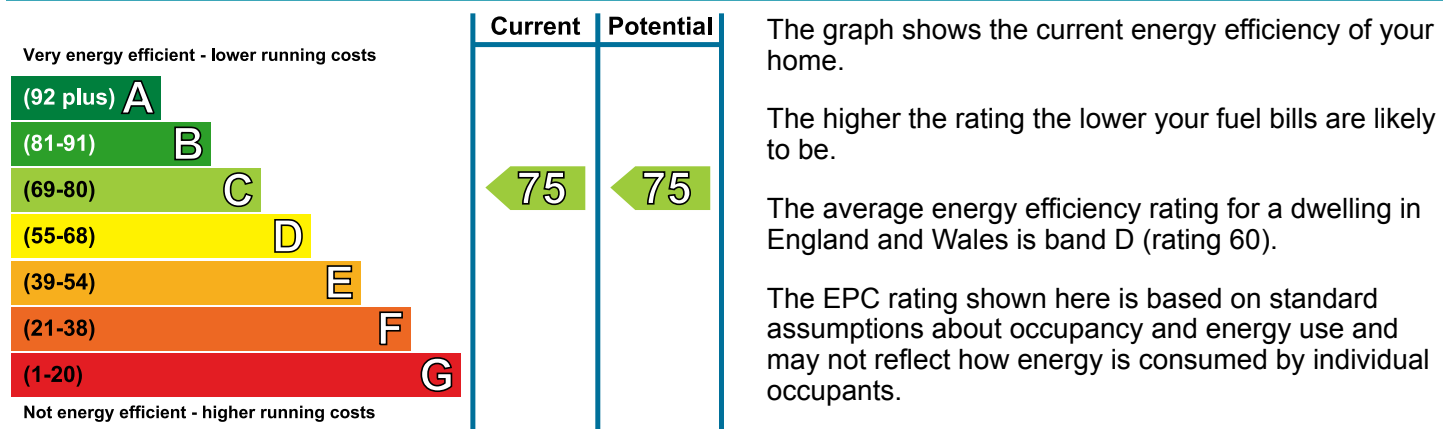 Current Potential
Very energy efficient - lower running costs
(92 plus) A
(81-91) B
(69-80) C
75 75
(55-68) D
(39-54) E
(21-38) F
(1-20) G
Not energy efficient - higher running costs
The graph shows the current energy efficiency of your
home.
The higher the rating the lower your fuel bills are likely
to be.
The average energy efficiency rating for a dwelling in
England and Wales is band D (rating 60).
The EPC rating shown here is based on standard
assumptions about occupancy and energy use and
may not reflect how energy is consumed by individual
occupants.